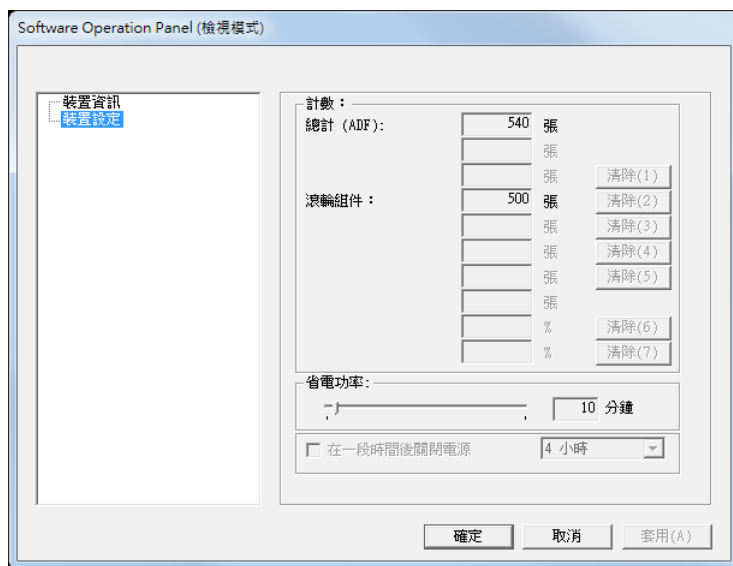 Software Operation Panel (檢視模式)
裝置資訊
裝置設定
計數：
總計 (ADF): 540 張
張
張 清除(1)
滾輪組件： 500 張 清除(2)
張 清除(3)
張 清除(4)
張 清除(5)
張
% 清除(6)
% 清除(7)
省電功率:
10 分鐘
在一段時間後關閉電源 4 小時
確定 取消 套用(A)